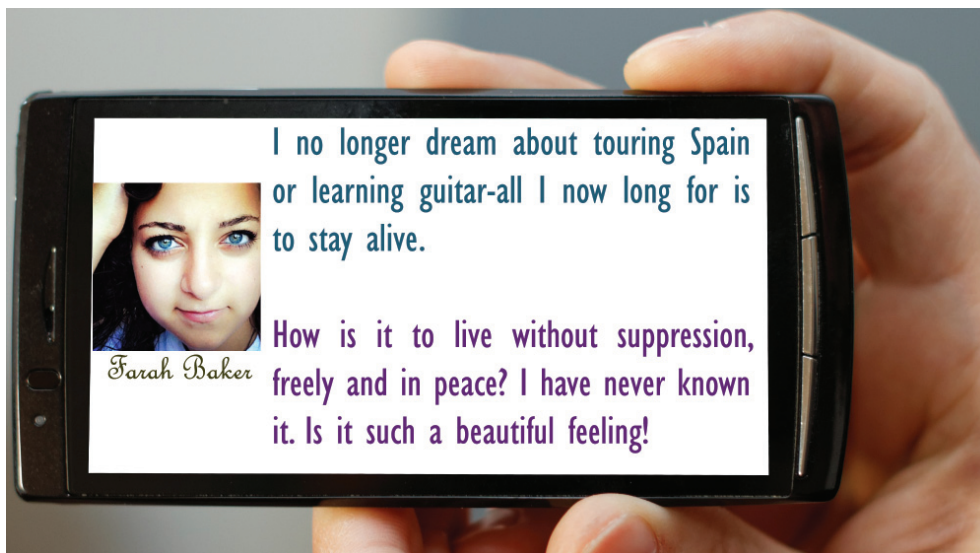 I no longer dream about touring Spain
or learning guitar-all I now long for is
to stay alive.
Farah Baker
How is it to live without suppression,
freely and in peace? I have never known
it. Is it such a beautiful feeling!